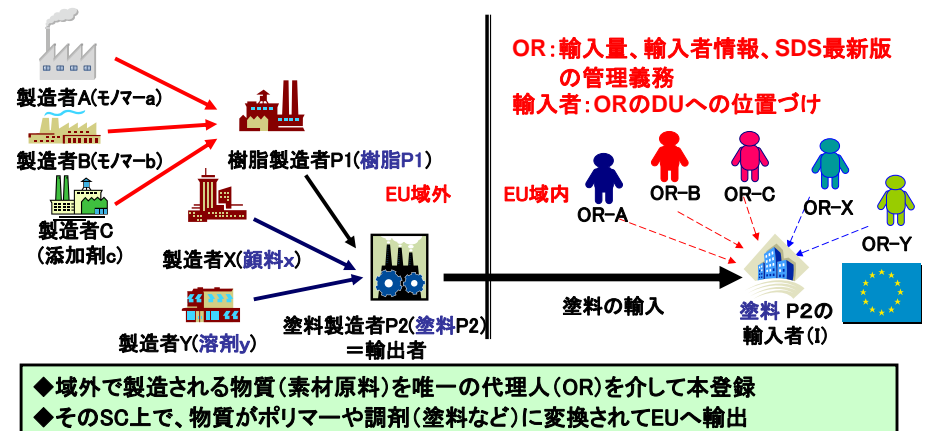 OR：輸入量、輸入者情報、SDS最新版
の管理義務
輸入者：ORのDUへの位置づけ
製造者A(ﾓﾉﾏｰa)
製造者B(ﾓﾉﾏｰb)
製造者C
(添加剤c)
樹脂製造者P1(樹脂P1)
製造者X(顔料x)
製造者Y(溶剤y)
塗料製造者P2(塗料P2)
＝輸出者
EU域外
EU域内
OR-A
OR-B
OR-C
OR-X
OR-Y
塗料の輸入
塗料 P2の
輸入者(I)
◆域外で製造される物質（素材原料）を唯一の代理人（OR）を介して本登録
◆そのSC上で、物質がポリマーや調剤（塗料など）に変換されてEUへ輸出